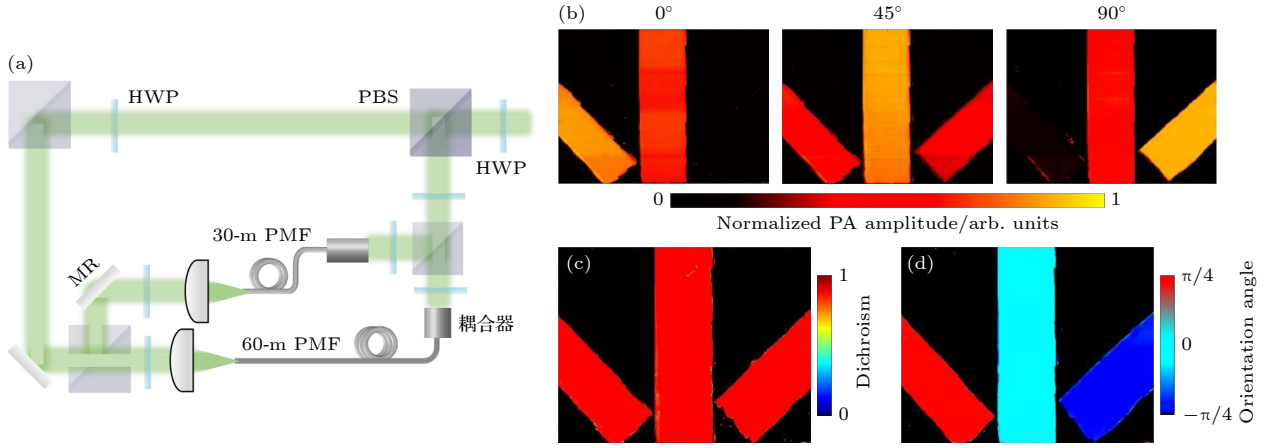 (a)
HWP
PBS
HWP
30-m PMF
MR
60-m PMF
耦合器
(b)
0°
45°
90°
0
1
Normalized PA amplitude/arb. units
(c)
1
Dichroism
0
(d)
π/4
0
Orientation angle
-π/4